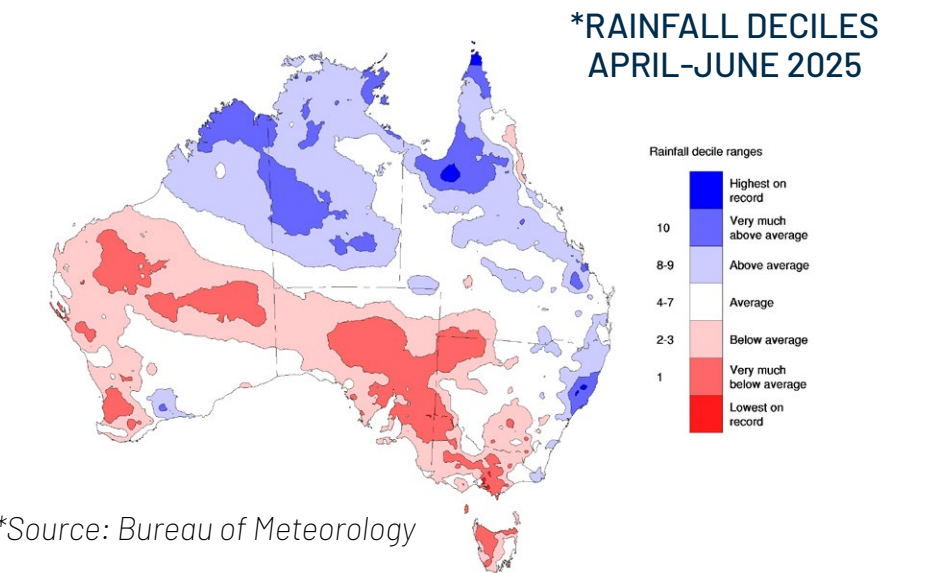 *RAINFALL DECILES
APRIL-JUNE 2025
Rainfall decile ranges
Highest on
record
10
Very much
above average
8-9
Above average
4-7
Average
2-3
Below average
1
Very much
below average
Lowest on
record
*Source: Bureau of Meteorology